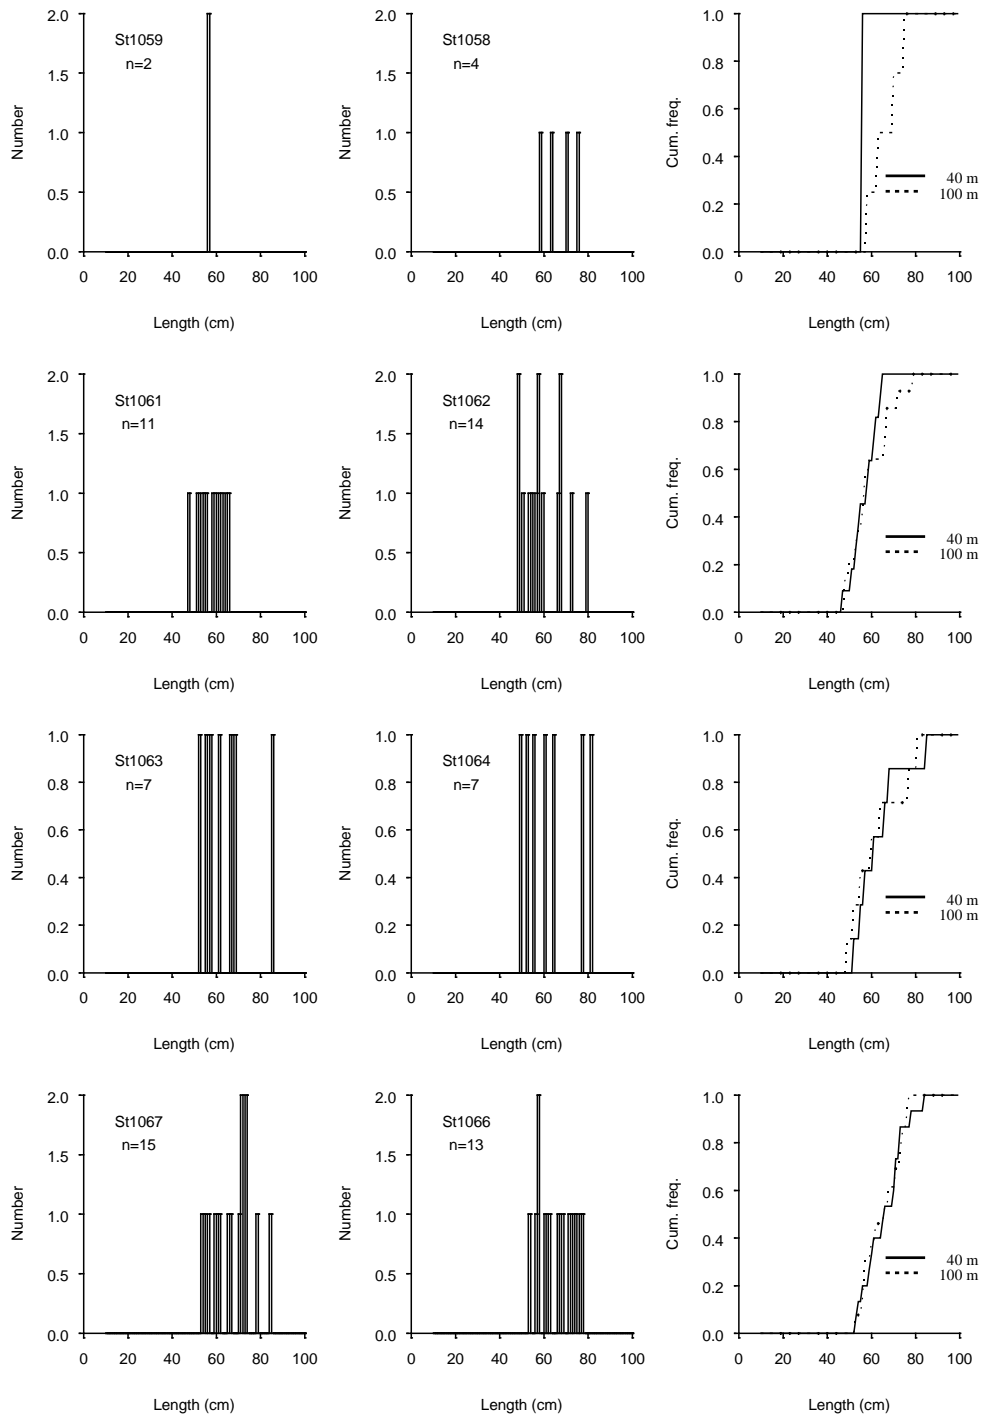 2.0
1.5
1.0
0.5
0.0
Number
St1059
n=2
0 20 40 60 80 100
Length (cm)
2.0
1.5
1.0
0.5
0.0
Number
St1058
n=4
0 20 40 60 80 100
Length (cm)
1.0
0.8
0.6
0.4
0.2
0.0
Cum. freq.
40 m
100 m
0 20 40 60 80 100
Length (cm)
2.0
1.5
1.0
0.5
0.0
Number
St1061
n=11
0 20 40 60 80 100
Length (cm)
2.0
1.5
1.0
0.5
0.0
Number
St1062
n=14
0 20 40 60 80 100
Length (cm)
1.0
0.8
0.6
0.4
0.2
0.0
Cum. freq.
40 m
100 m
0 20 40 60 80 100
Length (cm)
1.0
0.8
0.6
0.4
0.2
0.0
Number
St1063
n=7
0 20 40 60 80 100
Length (cm)
1.0
0.8
0.6
0.4
0.2
0.0
Number
St1064
n=7
0 20 40 60 80 100
Length (cm)
1.0
0.8
0.6
0.4
0.2
0.0
Cum. freq.
40 m
100 m
0 20 40 60 80 100
Length (cm)
2.0
1.5
1.0
0.5
0.0
Number
St1067
n=15
0 20 40 60 80 100
Length (cm)
2.0
1.5
1.0
0.5
0.0
Number
St1066
n=13
0 20 40 60 80 100
Length (cm)
1.0
0.8
0.6
0.4
0.2
0.0
Cum. freq.
40 m
100 m
0 20 40 60 80 100
Length (cm)